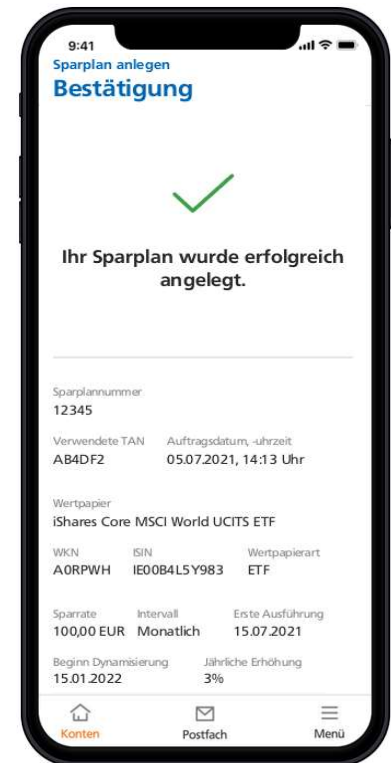 9:41
Sparplan anlegen
Bestätigung
Ihr Sparplan wurde erfolgreich
angelegt.
Sparplannummer
12345
Verwendete TAN Auftragsdatum, -uhrzeit
AB4DF2 05.07.2021, 14:13 Uhr
Wertpapier
iShares Core MSCI World UCITS ETF
WKN ISIN Wertpapierart
A0RPWH IE00B4L5Y983 ETF
Sparrate Intervall Erste Ausführung
100,00 EUR Monatlich 15.07.2021
Beginn Dynamisierung Jährliche Erhöhung
15.01.2022 3%
Konten Postfach Menü